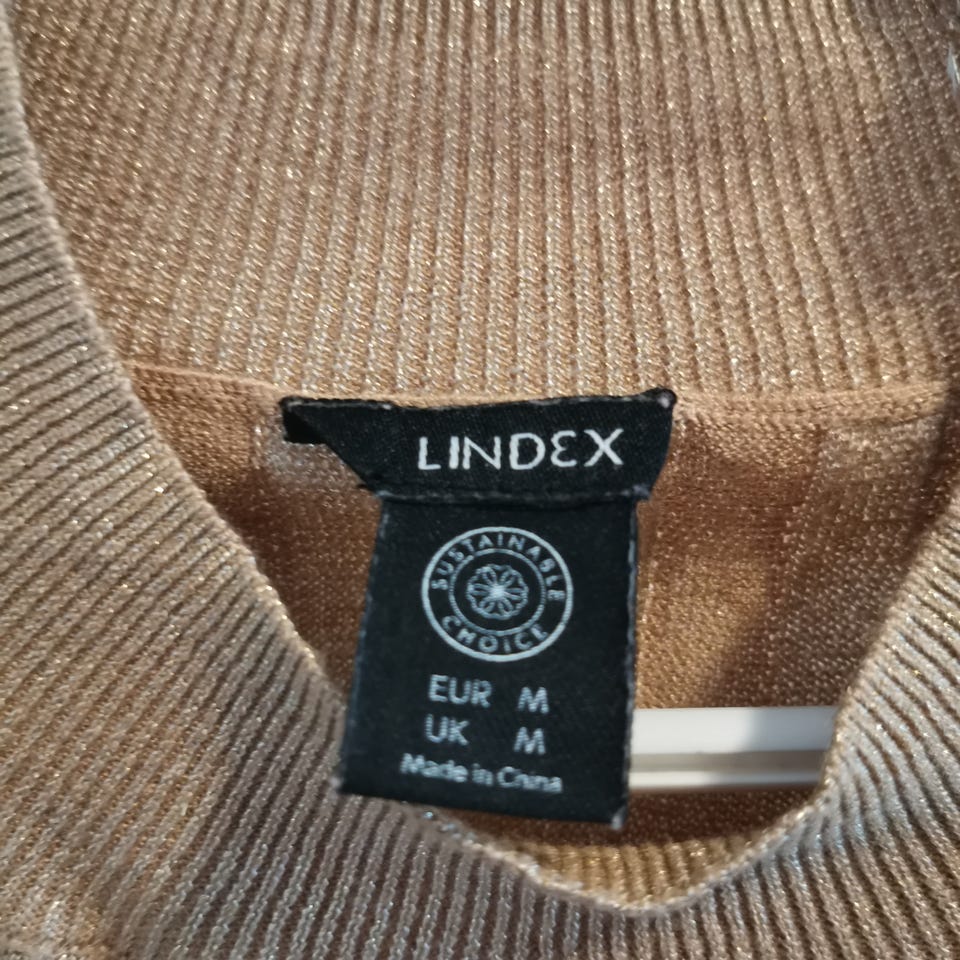 LINDEX
SUSTAINABLE
CHOICE
EUR M
UK M
Made in China